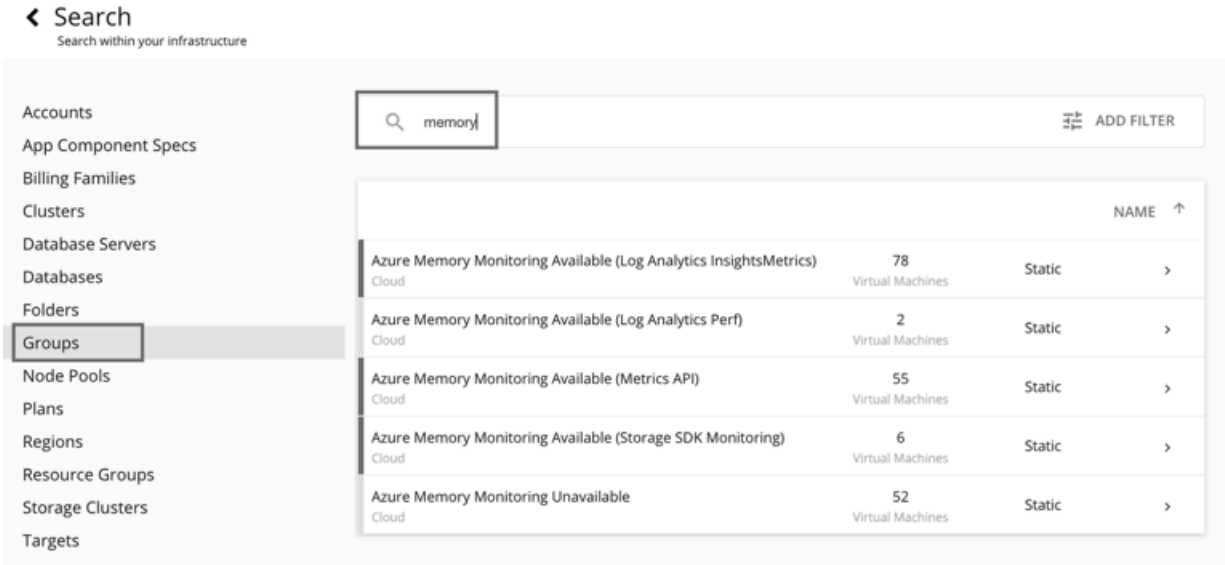 Search
Search within your infrastructure
Accounts
App Component Specs
Billing Families
Clusters
Database Servers
Databases
Folders
Groups
Node Pools
Plans
Regions
Resource Groups
Storage Clusters
Targets
memory
ADD FILTER
NAME
Azure Memory Monitoring Available (Log Analytics InsightsMetrics)
Cloud
78
Virtual Machines
Static
Azure Memory Monitoring Available (Log Analytics Perf)
Cloud
2
Virtual Machines
Static
Azure Memory Monitoring Available (Metrics API)
Cloud
55
Virtual Machines
Static
Azure Memory Monitoring Available (Storage SDK Monitoring)
Cloud
6
Virtual Machines
Static
Azure Memory Monitoring Unavailable
Cloud
52
Virtual Machines
Static